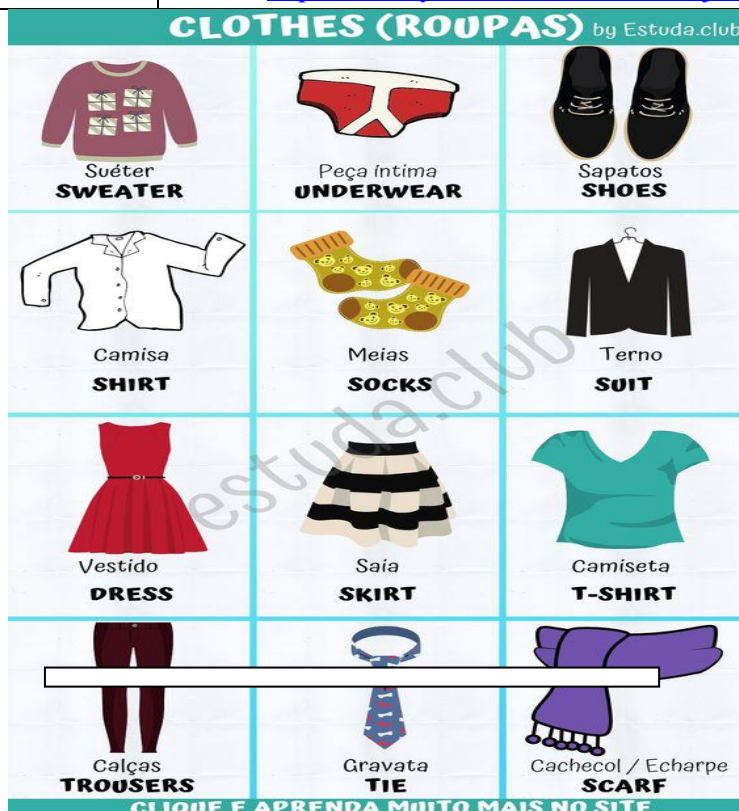 CLOTHES (ROUPAS) by Estuda.club
Suéter
SWEATER
Peça íntima
UNDERWEAR
Sapatos
SHOES
Camisa
SHIRT
Meias
SOCKS
Terno
SUIT
estuda.club
Vestido
DRESS
Saia
SKIRT
Camiseta
T-SHIRT
Calças
TROUSERS
Gravata
TIE
Cachecol / Echarpe
SCARF
CLIQUE E APRENDA MUITO MAIS NO SITE